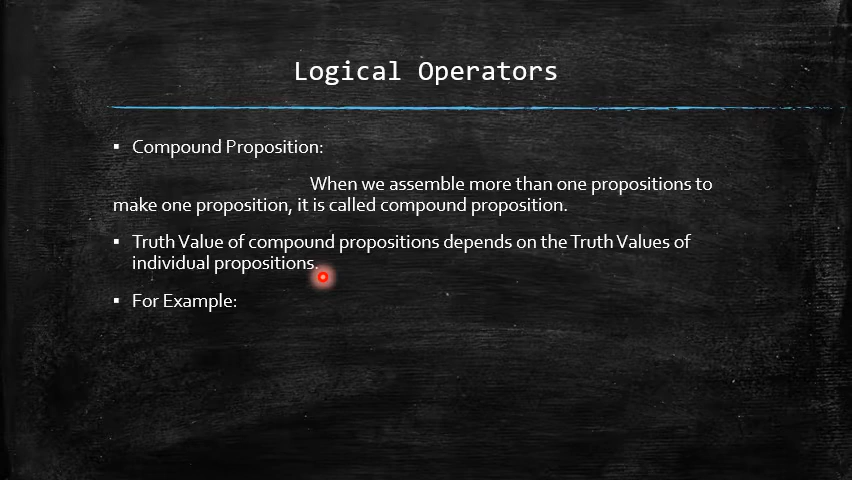 Logical Operators
▪ Compound Proposition:
When we assemble more than one propositions to
make one proposition, it is called compound proposition.
▪ Truth Value of compound propositions depends on the Truth Values of
individual propositions.
▪ For Example: